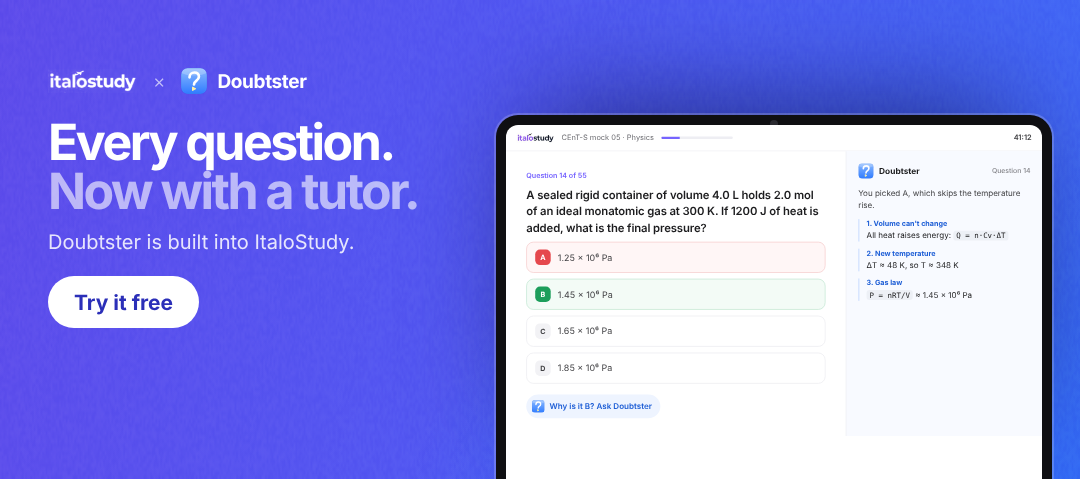 italostudy × Doubtster
Every question.
Now with a tutor.
Doubtster is built into ItaloStudy.
Try it free
italostudy CEnT-S mock 05 · Physics 41:12
Question 14 of 55
A sealed rigid container of volume 4.0 L holds 2.0 mol
of an ideal monatomic gas at 300 K. If 1200 J of heat is
added, what is the final pressure?
A 1.25 × 10⁶ Pa
B 1.45 × 10⁶ Pa
C 1.65 × 10⁶ Pa
D 1.85 × 10⁶ Pa
Why is it B? Ask Doubtster
Doubtster Question 14
You picked A, which skips the temperature
rise.
1. Volume can't change
All heat raises energy: Q = n·Cv·ΔT
2. New temperature
ΔT ≈ 48 K, so T ≈ 348 K
3. Gas law
P = nRT/V ≈ 1.45 × 10⁶ Pa